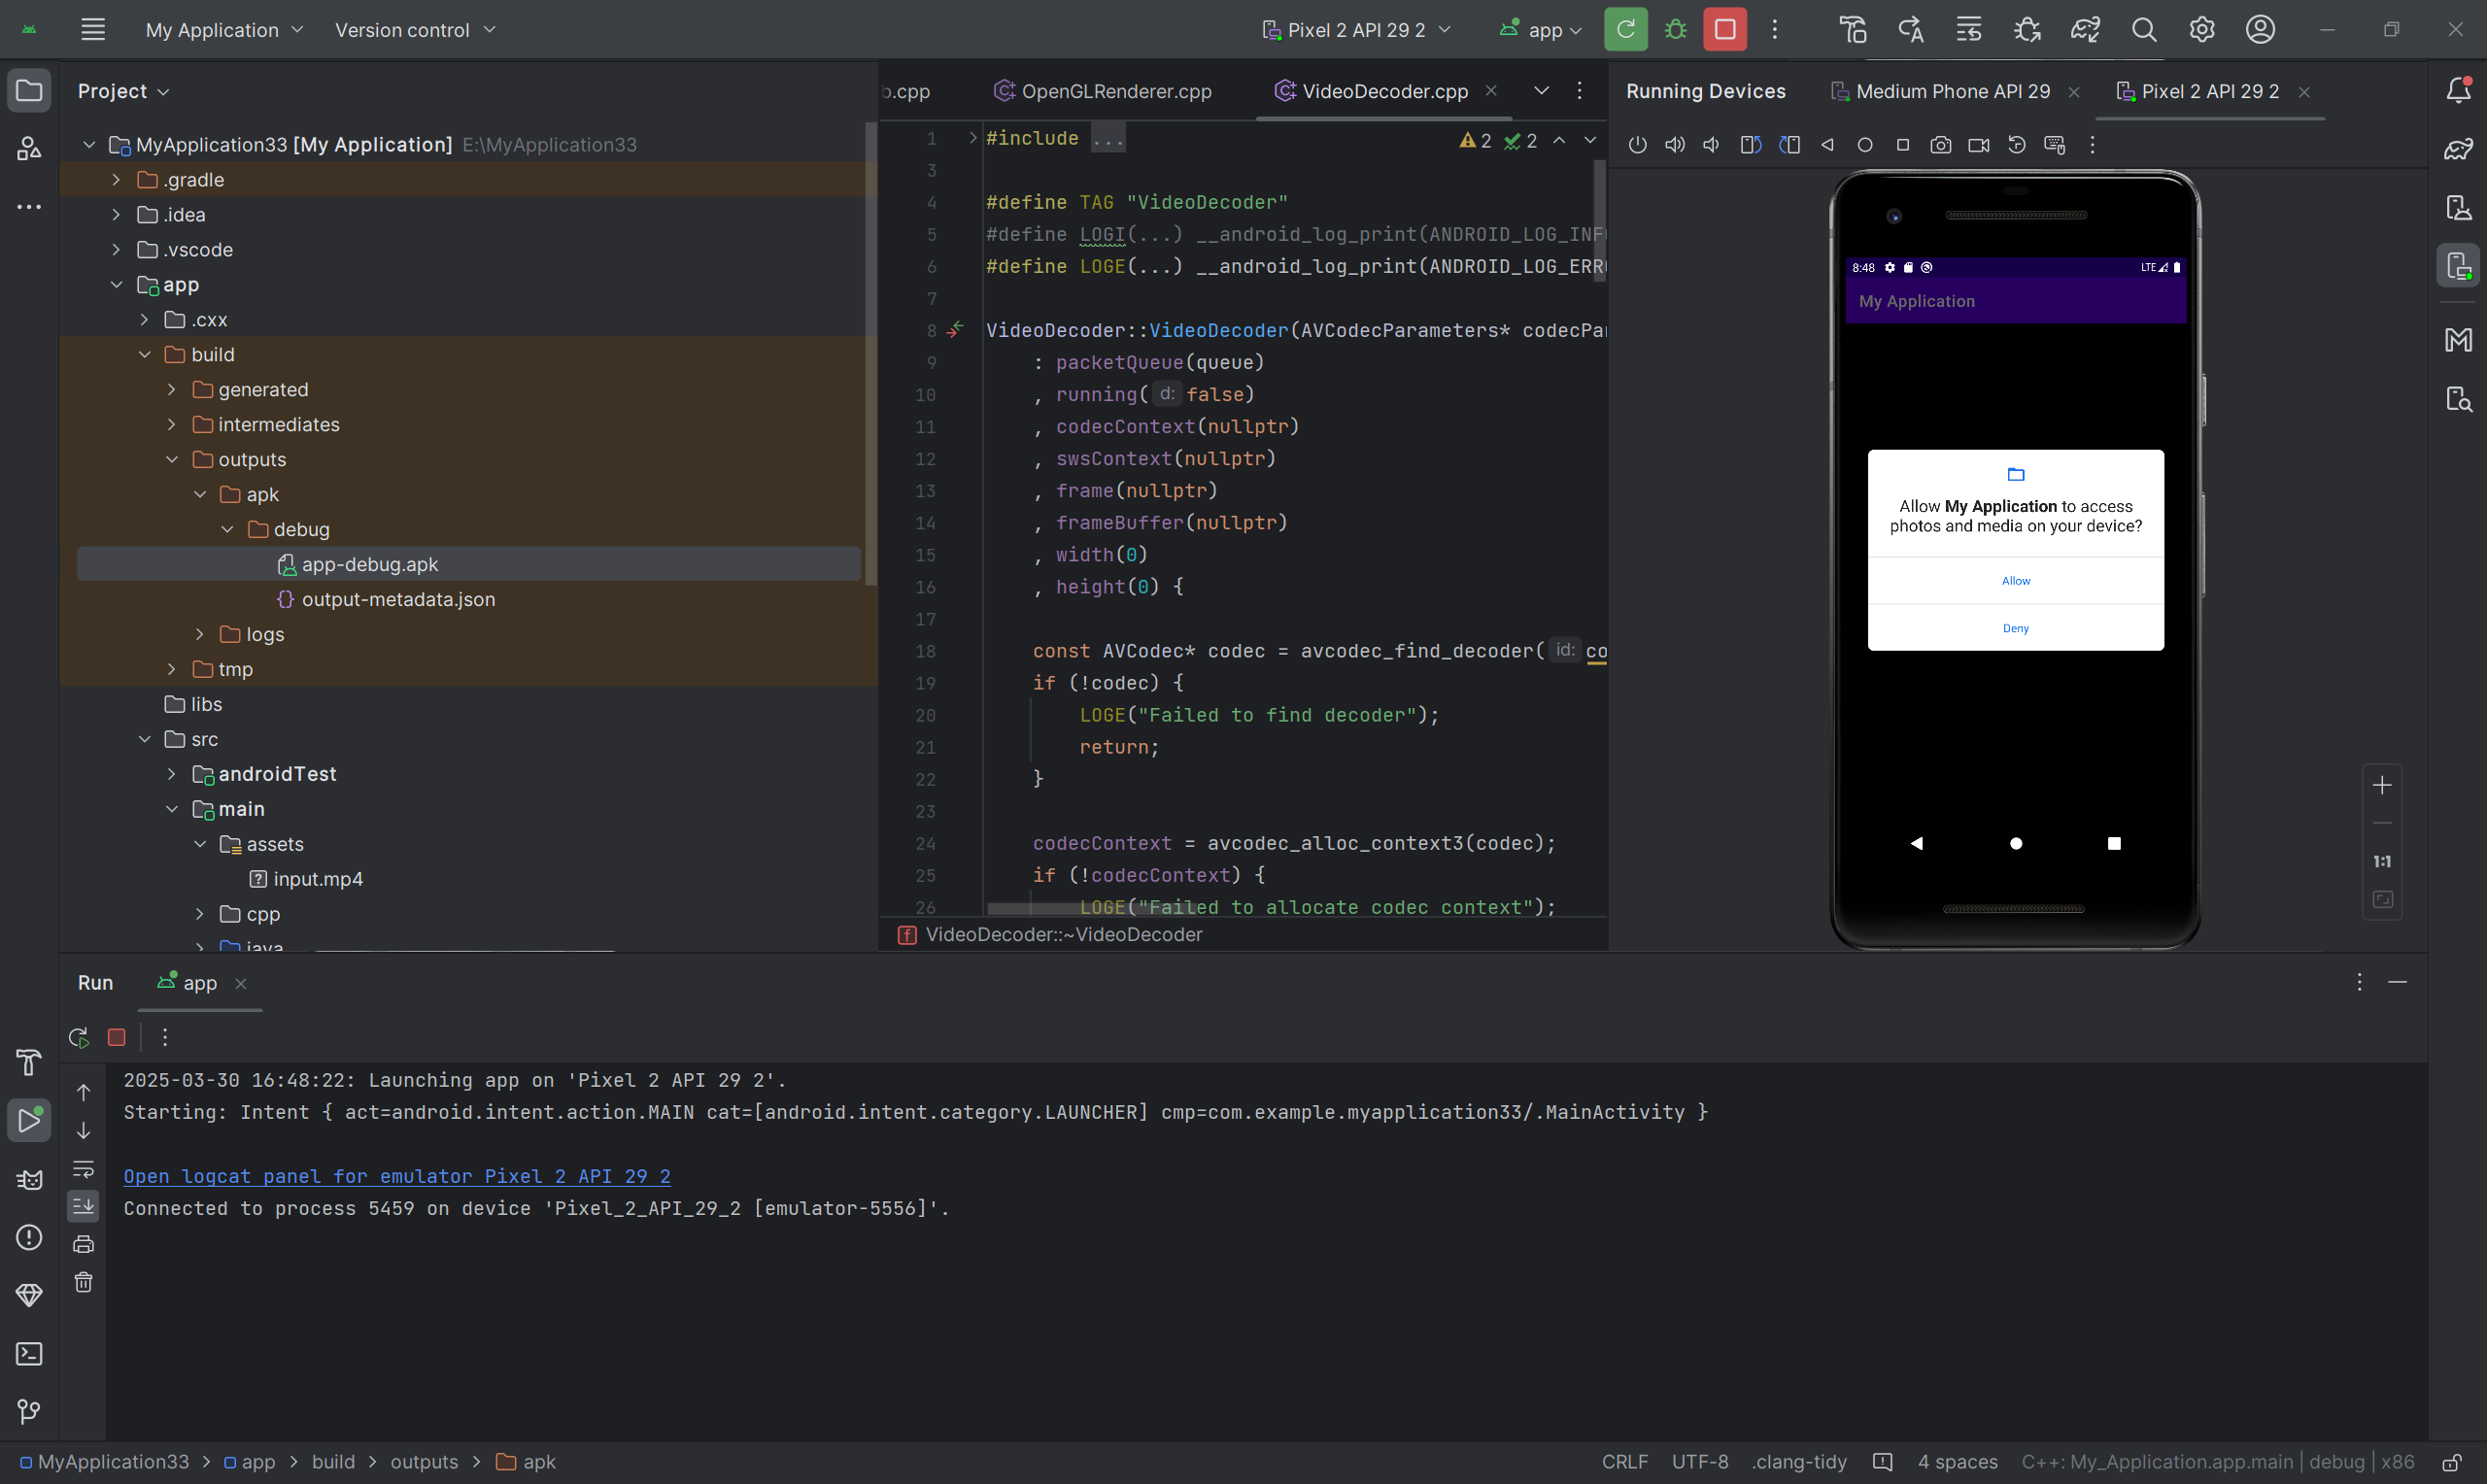 My Application
Version control
Pixel 2 API 29 2
app
Project
MyApplication33 [My Application] E:\MyApplication33
.gradle
.idea
.vscode
app
.cxx
build
generated
intermediates
outputs
apk
debug
app-debug.apk
output-metadata.json
logs
tmp
libs
src
androidTest
main
assets
input.mp4
cpp
java
b.cpp
OpenGLRenderer.cpp
VideoDecoder.cpp
2 2
1 #include ...
3
4 #define TAG "VideoDecoder"
5 #define LOGI(...) __android_log_print(ANDROID_LOG_INF
6 #define LOGE(...) __android_log_print(ANDROID_LOG_ERR
7
8 VideoDecoder::VideoDecoder(AVCodecParameters* codecPa
9 : packetQueue(queue)
10 , running( d: false)
11 , codecContext(nullptr)
12 , swsContext(nullptr)
13 , frame(nullptr)
14 , frameBuffer(nullptr)
15 , width(0)
16 , height(0) {
17
18 const AVCodec* codec = avcodec_find_decoder( id: co
19 if (!codec) {
20 LOGE("Failed to find decoder");
21 return;
22 }
23
24 codecContext = avcodec_alloc_context3(codec);
25 if (!codecContext) {
26 LOGE("Failed to allocate codec context");
VideoDecoder::~VideoDecoder
Running Devices
Medium Phone API 29
Pixel 2 API 29 2
8:48
LTE
My Application
Allow My Application to access
photos and media on your device?
Allow
Deny
1:1
Run
app
2025-03-30 16:48:22: Launching app on 'Pixel 2 API 29 2'.
Starting: Intent { act=android.intent.action.MAIN cat=[android.intent.category.LAUNCHER] cmp=com.example.myapplication33/.MainActivity }
Open logcat panel for emulator Pixel 2 API 29 2
Connected to process 5459 on device 'Pixel_2_API_29_2 [emulator-5556]'.
MyApplication33 > app > build > outputs > apk
CRLF
UTF-8
.clang-tidy
4 spaces
C++: My_Application.app.main | debug | x86